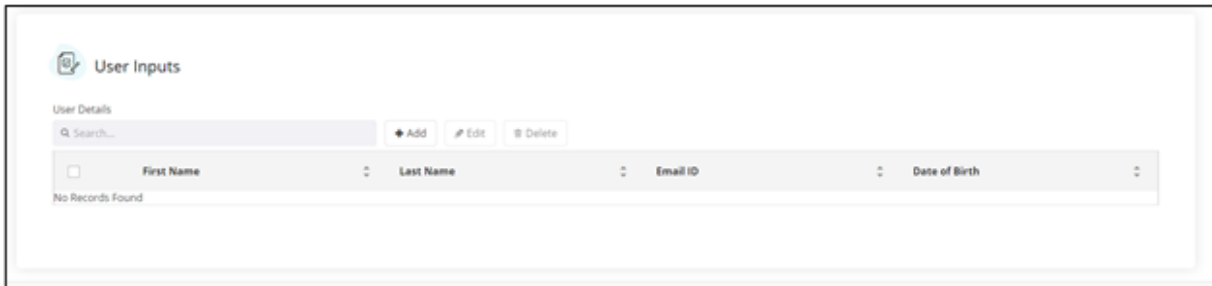 User Inputs
User Details
Search...
Add Edit Delete
First Name Last Name Email ID Date of Birth
No Records Found